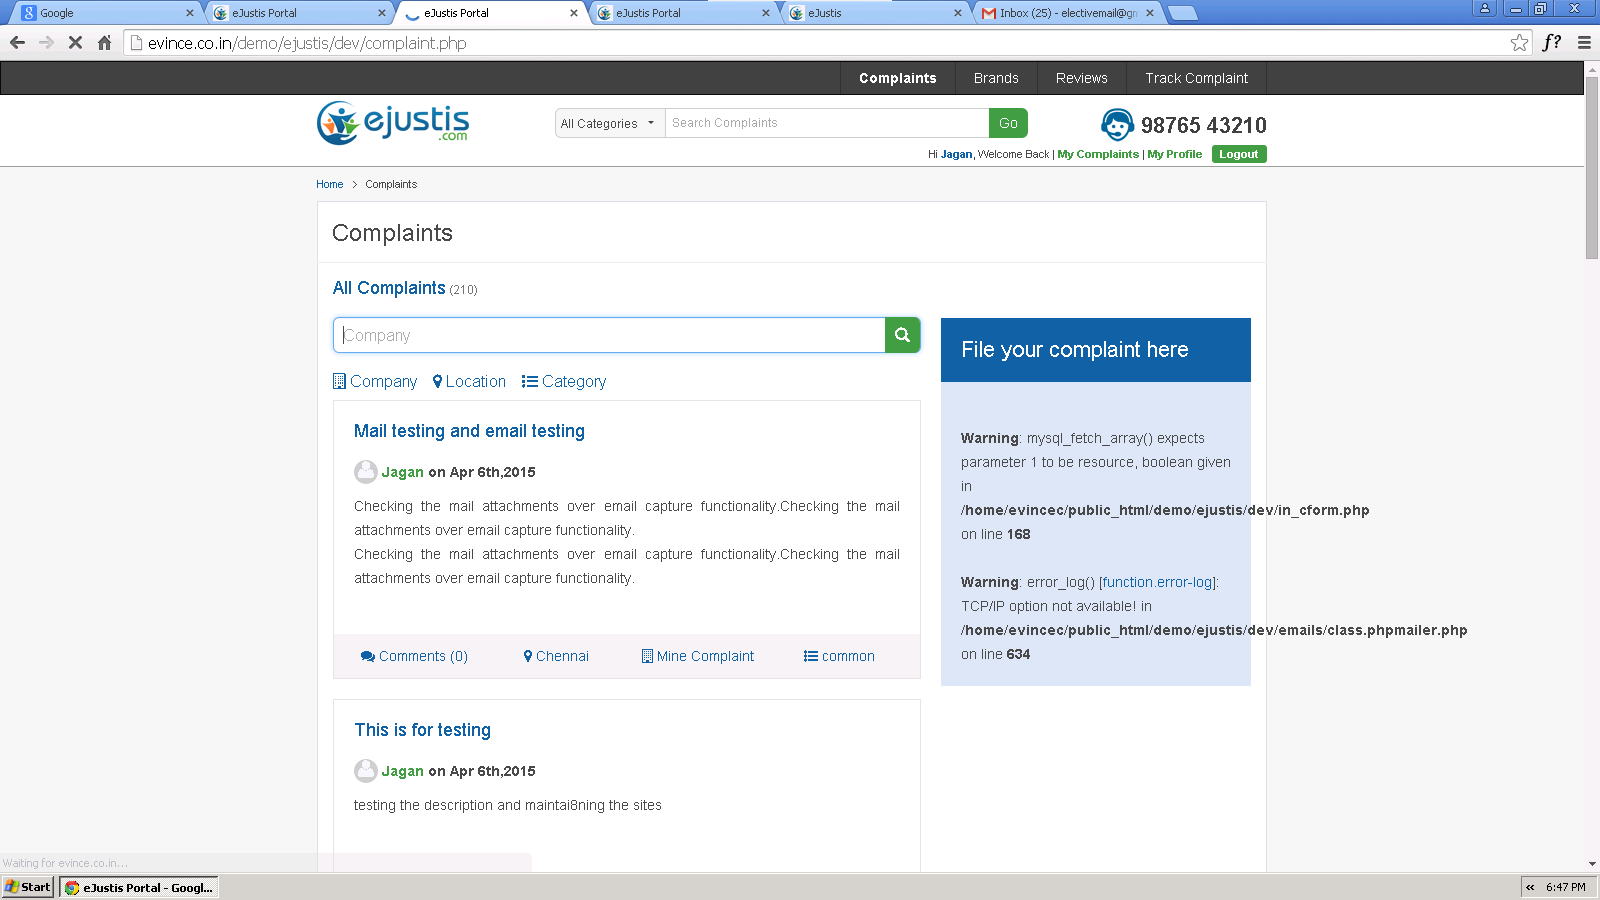 Google
eJustis Portal
eJustis Portal
eJustis Portal
eJustis
Inbox (25) - electivemail@gm
evince.co.in/demo/ejustis/dev/complaint.php
f?
Complaints
Brands
Reviews
Track Complaint
ejustis
.com
All Categories
Search Complaints
Go
98765 43210
Hi Jagan, Welcome Back | My Complaints | My Profile
Logout
Home > Complaints
Complaints
All Complaints (210)
Company
Company
Location
Category
Mail testing and email testing
Jagan on Apr 6th,2015
Checking the mail attachments over email capture functionality.Checking the mail
attachments over email capture functionality.
Checking the mail attachments over email capture functionality.Checking the mail
attachments over email capture functionality.
Comments (0)
Chennai
Mine Complaint
common
This is for testing
Jagan on Apr 6th,2015
testing the description and maintai8ning the sites
File your complaint here
Warning: mysql_fetch_array() expects
parameter 1 to be resource, boolean given
in
/home/evincec/public_html/demo/ejustis/dev/in_cform.php
on line 168
Warning: error_log() [function.error-log]:
TCP/IP option not available! in
/home/evincec/public_html/demo/ejustis/dev/emails/class.phpmailer.php
on line 634
Waiting for evince.co.in...
Start
eJustis Portal - Googl...
«
6:47 PM